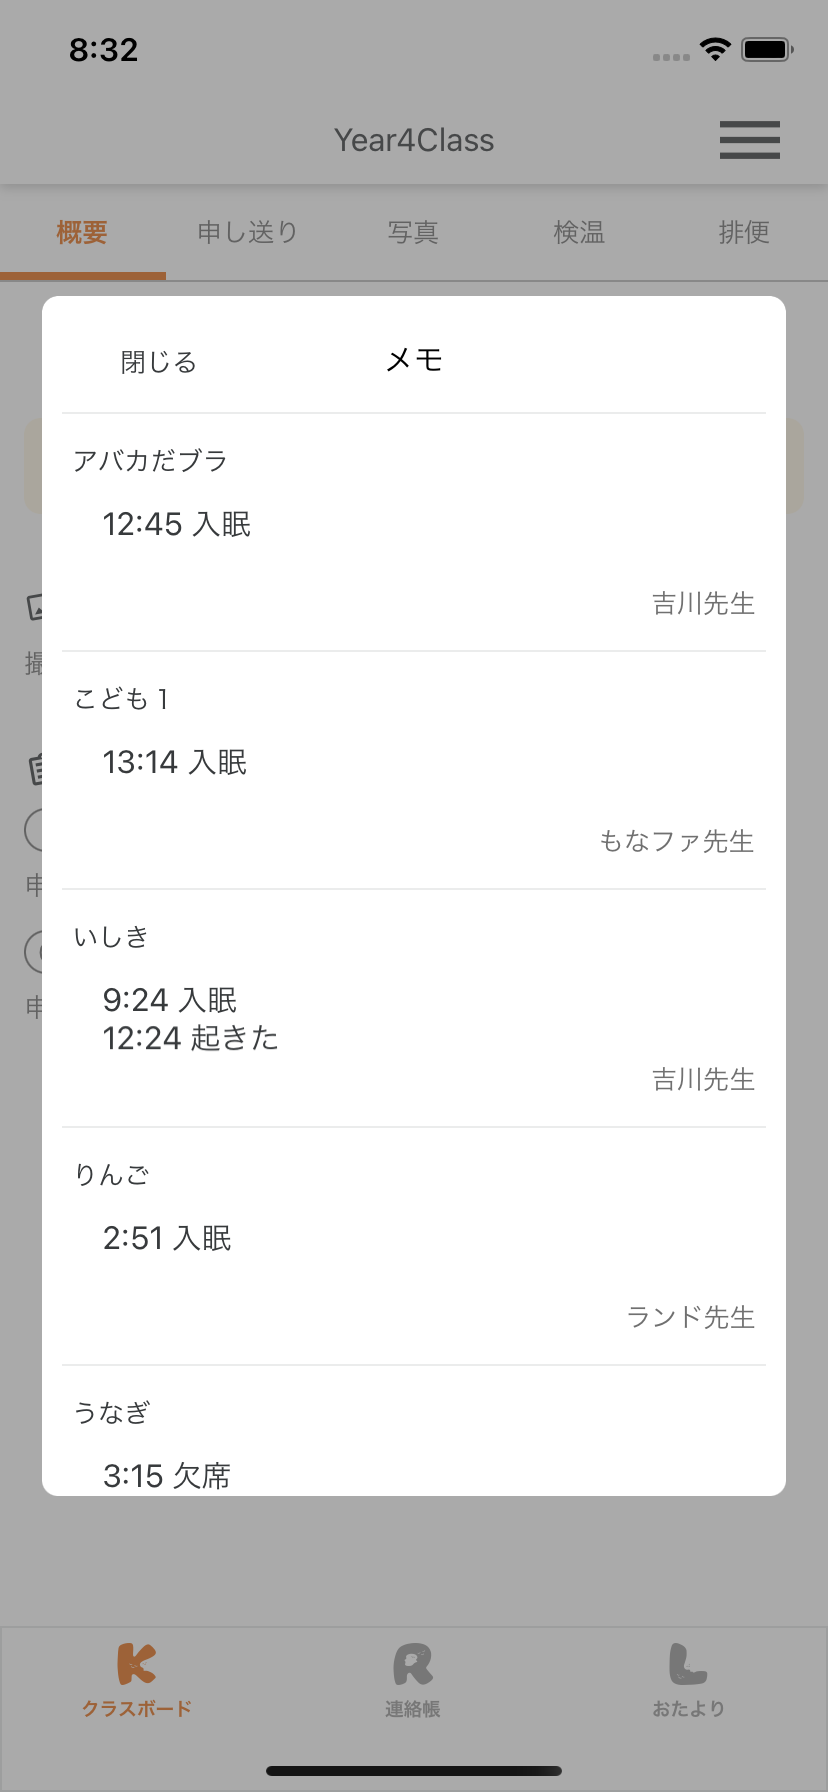 8:32
Year4Class
概要 申し送り 写真 検温 排便
閉じる メモ
アバカだブラ
12:45 入眠
吉川先生
撮
こども 1
13:14 入眠
もなファ先生
申
いしき
9:24 入眠
12:24 起きた
申
吉川先生
りんご
2:51 入眠
ランド先生
うなぎ
3:15 欠席
K R L
クラスボード 連絡帳 おたより